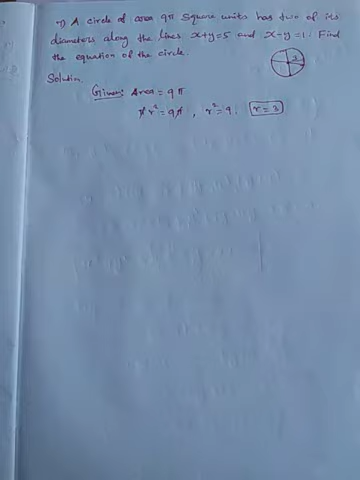 7) A circle of area 9π square units has two of its
diameters along the lines x+y=5 and x-y=1. Find
the equation of the circle.
3
Solution
Given: Area = 9π
πr²=9π, r²=9. r=3